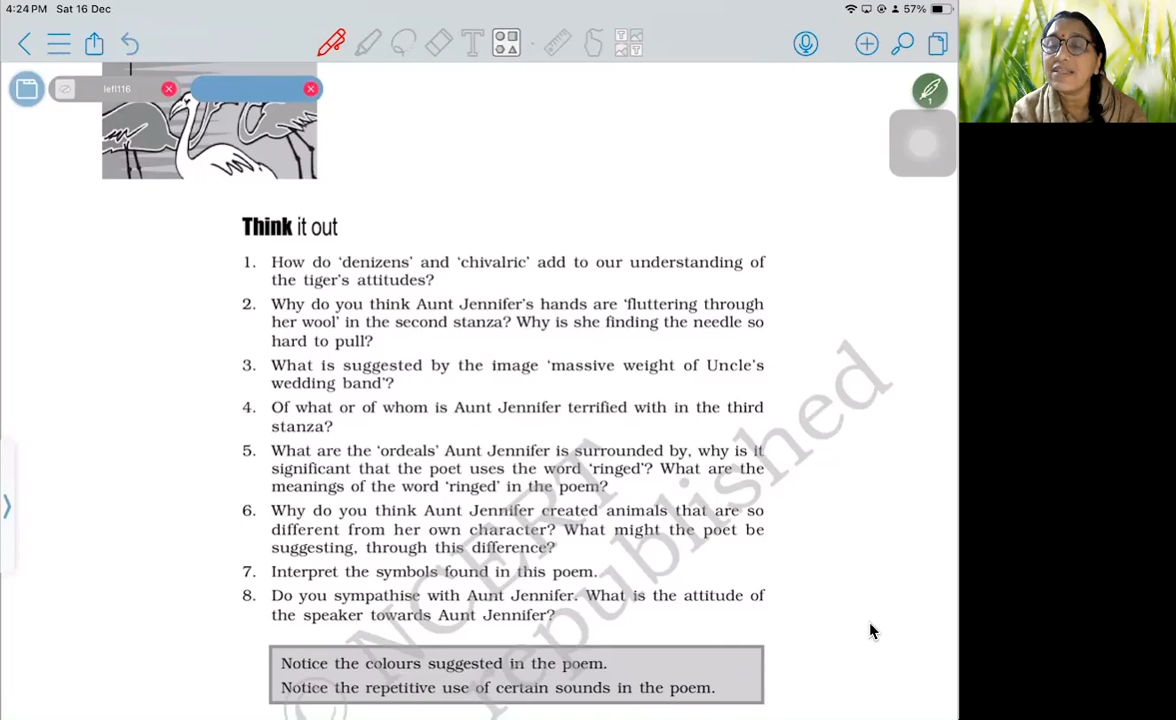 4:24 PM Sat 16 Dec
57%
lefl116
1
Think it out
1. How do 'denizens' and 'chivalric' add to our understanding of
the tiger's attitudes?
2. Why do you think Aunt Jennifer's hands are 'fluttering through
her wool' in the second stanza? Why is she finding the needle so
hard to pull?
3. What is suggested by the image 'massive weight of Uncle's
wedding band'?
4. Of what or of whom is Aunt Jennifer terrified with in the third
stanza?
5. What are the 'ordeals' Aunt Jennifer is surrounded by, why is it
significant that the poet uses the word 'ringed'? What are the
meanings of the word 'ringed' in the poem?
6. Why do you think Aunt Jennifer created animals that are so
different from her own character? What might the poet be
suggesting, through this difference?
7. Interpret the symbols found in this poem.
8. Do you sympathise with Aunt Jennifer. What is the attitude of
the speaker towards Aunt Jennifer?
Notice the colours suggested in the poem.
Notice the repetitive use of certain sounds in the poem.
© NCERT
republished